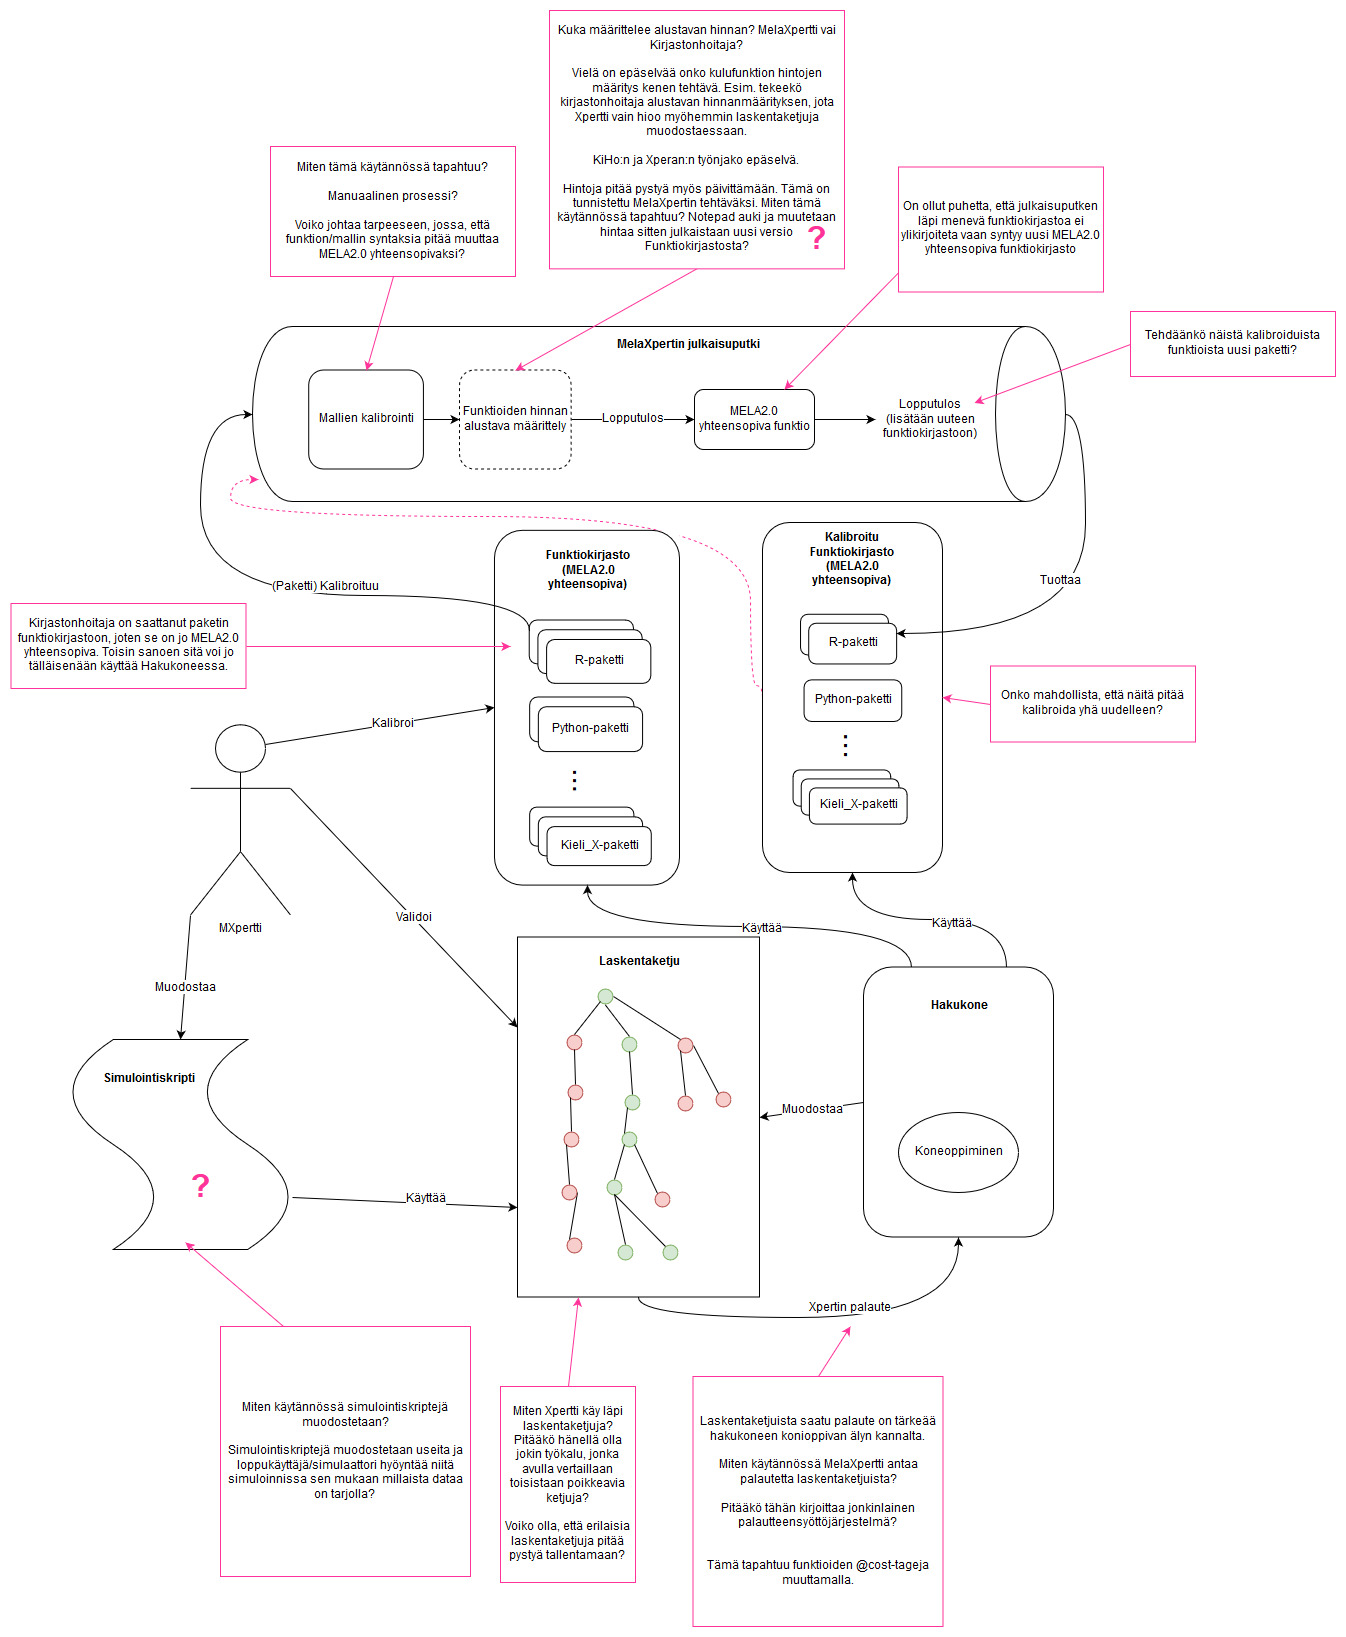 Kuka määrittelee alustavan hinnan? MelaXpertti vai
Kirjastonhoitaja?
Vielä on epäselvää onko kulufunktion hintojen
määritys kenen tehtävä. Esim. tekeekö
kirjastonhoitaja alustavan hinnanmäärityksen, jota
Xpertti vain hioo myöhemmin laskentaketjuja
muodostaessaan.
KiHo:n ja Xperan:n työnjako epäselvä.
Hintoja pitää pystyä myös päivittämään. Tämä on
tunnistettu MelaXpertin tehtäväksi. Miten tämä
käytännössä tapahtuu? Notepad auki ja muutetaan
hintaa sitten julkaistaan uusi versio
Funktiokirjastosta?
?
Miten tämä käytännössä tapahtuu?
Manuaalinen prosessi?
Voiko johtaa tarpeeseen, jossa, että
funktion/mallin syntaksia pitää muuttaa
MELA2.0 yhteensopivaksi?
On ollut puhetta, että julkaisuputken
läpi menevä funktiokirjastoa ei
ylikirjoiteta vaan syntyy uusi MELA2.0
yhteensopiva funktiokirjasto
Tehdäänkö näistä kalibroiduista
funktioista uusi paketti?
MelaXpertin julkaisuputki
Mallien kalibrointi
Funktioiden hinnan
alustava määrittely
Lopputulos
MELA2.0
yhteensopiva funktio
Lopputulos
(lisätään uuteen
funktiokirjastoon)
(Paketti) Kalibroituu
Tuottaa
Funktiokirjasto
(MELA2.0
yhteensopiva)
R-paketti
Python-paketti
...
Kieli_X-paketti
Kalibroitu
Funktiokirjasto
(MELA2.0
yhteensopiva)
R-paketti
Python-paketti
...
Kieli_X-paketti
Kirjastonhoitaja on saattanut paketin
funktiokirjastoon, joten se on jo MELA2.0
yhteensopiva. Toisin sanoen sitä voi jo
tälläisenään käyttää Hakukoneessa.
Onko mahdollista, että näitä pitää
kalibroida yhä uudelleen?
Kalibroi
MXpertti
Validoi
Muodostaa
Käyttää
Käyttää
Simulointiskripti
?
Käyttää
Laskentaketju
Muodostaa
Hakukone
Koneoppiminen
Xpertin palaute
Miten käytännössä simulointiskriptejä
muodostetaan?
Simulointiskriptejä muodostetaan useita ja
loppukäyttäjä/simulaattori hyöyntää niitä
simuloinnissa sen mukaan millaista dataa
on tarjolla?
Miten Xpertti käy läpi
laskentaketjuja?
Pitääkö hänellä olla
jokin työkalu, jonka
avulla vertaillaan
toisistaan poikkeavia
ketjuja?
Voiko olla, että erilaisia
laskentaketjuja pitää
pystyä tallentamaan?
Laskentaketjuista saatu palaute on tärkeää
hakukoneen konioppivan älyn kannalta.
Miten käytännössä MelaXpertti antaa
palautetta laskentaketjuista?
Pitääkö tähän kirjoittaa jonkinlainen
palautteensyöttöjärjestelmä?
Tämä tapahtuu funktioiden @cost-tageja
muuttamalla.